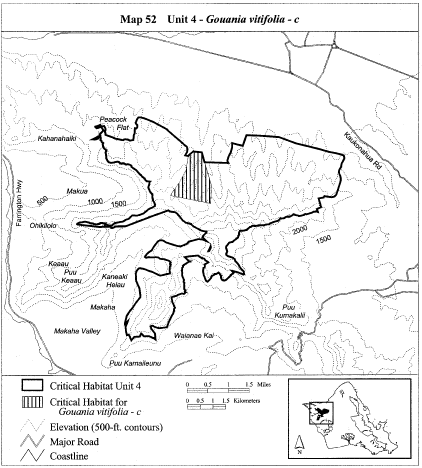 Map 52 Unit 4 - Gouania vitifolia - c
Peacock
Flat
Kahanahaiki
Kaukonahua Rd
Farrington Hwy
Makua
500
1000
1500
Ohikilolo
2000
1500
Keaau
Puu
Keaau
Kaneaki
Heiau
Makaha
Puu
Kumakalii
Makaha Valley
Waianae Kai
Puu Kamaileunu
Critical Habitat Unit 4
Critical Habitat for
Gouania vitifolia - c
Elevation (500-ft. contours)
Major Road
Coastline
0 0.5 1 1.5 Miles
0 0.5 1 1.5 Kilometers
N